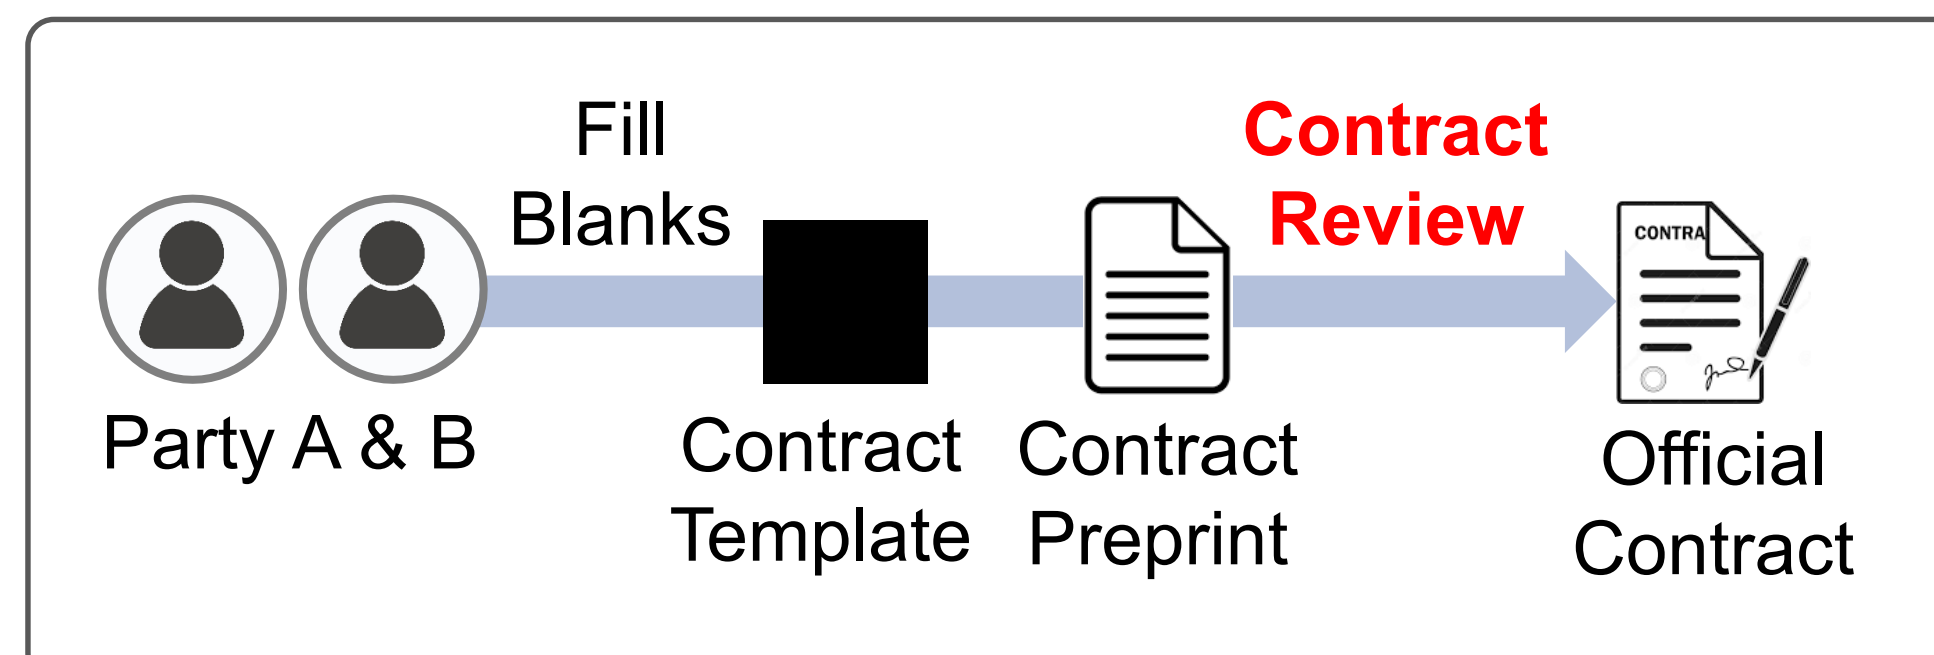 Fill
Blanks
Contract
Review
CONTRA
Party A & B
Contract
Template
Contract
Preprint
Official
Contract